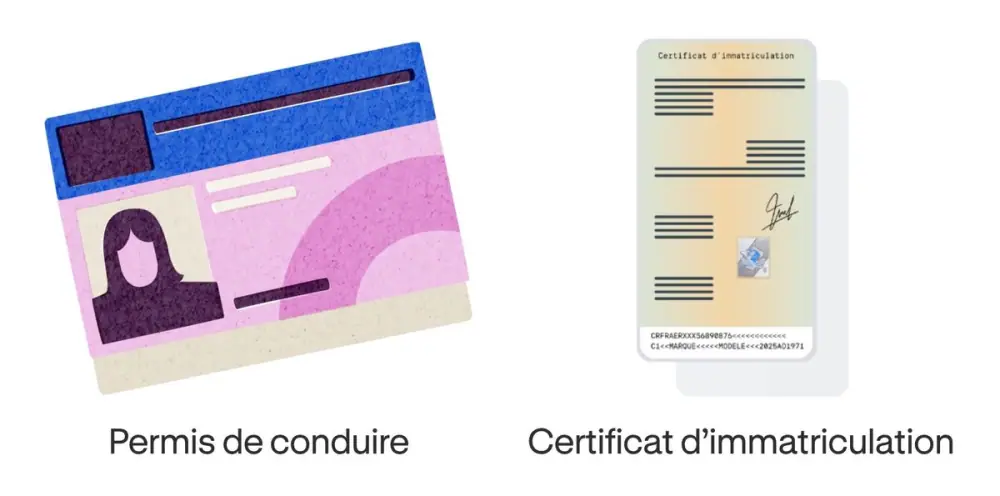 Certificat d'immatriculation
CRFRAERXXX56890876<<<<<<<<<<<<
C1<<MARQUE<<<<<MODELE<<<2025AD1971
Permis de conduire
Certificat d’immatriculation